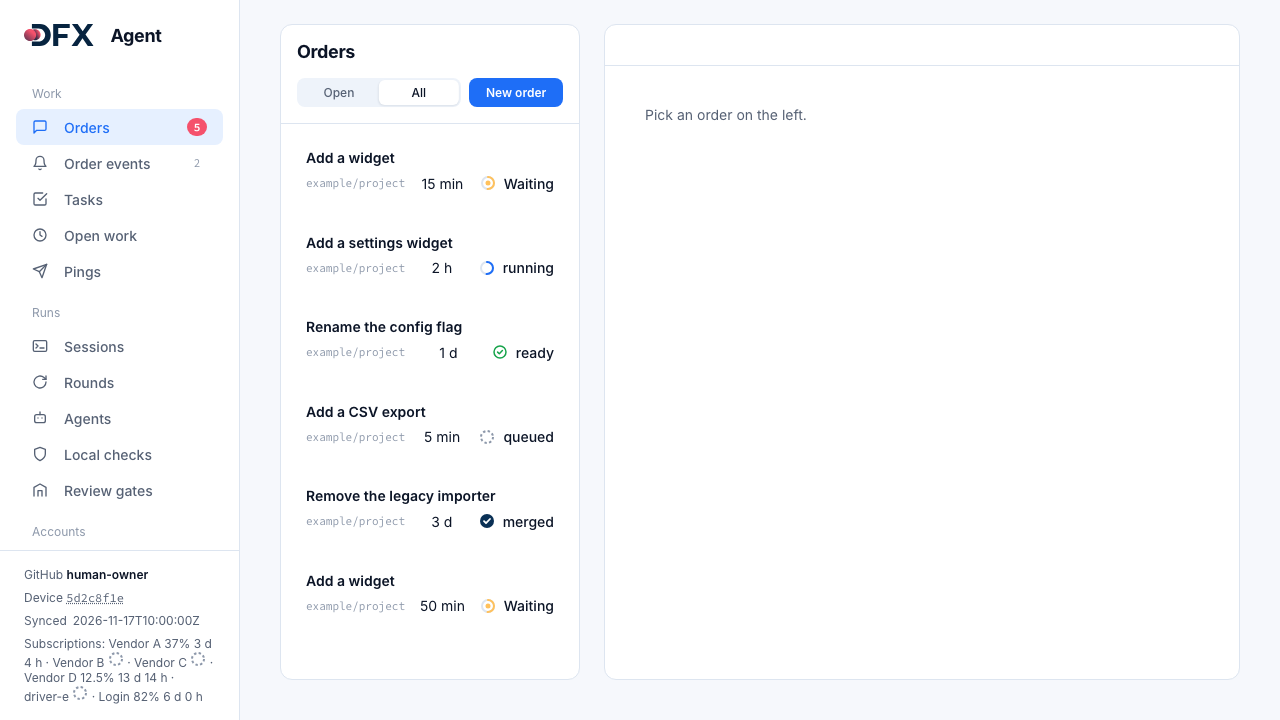 DFX Agent
Work
Orders 5
Order events 2
Tasks
Open work
Pings
Runs
Sessions
Rounds
Agents
Local checks
Review gates
Accounts
GitHub human-owner
Device 5d2c8f1e
Synced 2026-11-17T10:00:00Z
Subscriptions: Vendor A 37% 3 d
4 h · Vendor B · Vendor C ·
Vendor D 12.5% 13 d 14 h ·
driver-e · Login 82% 6 d 0 h
Orders
Open All New order
Add a widget
example/project 15 min Waiting
Add a settings widget
example/project 2 h running
Rename the config flag
example/project 1 d ready
Add a CSV export
example/project 5 min queued
Remove the legacy importer
example/project 3 d merged
Add a widget
example/project 50 min Waiting
Pick an order on the left.